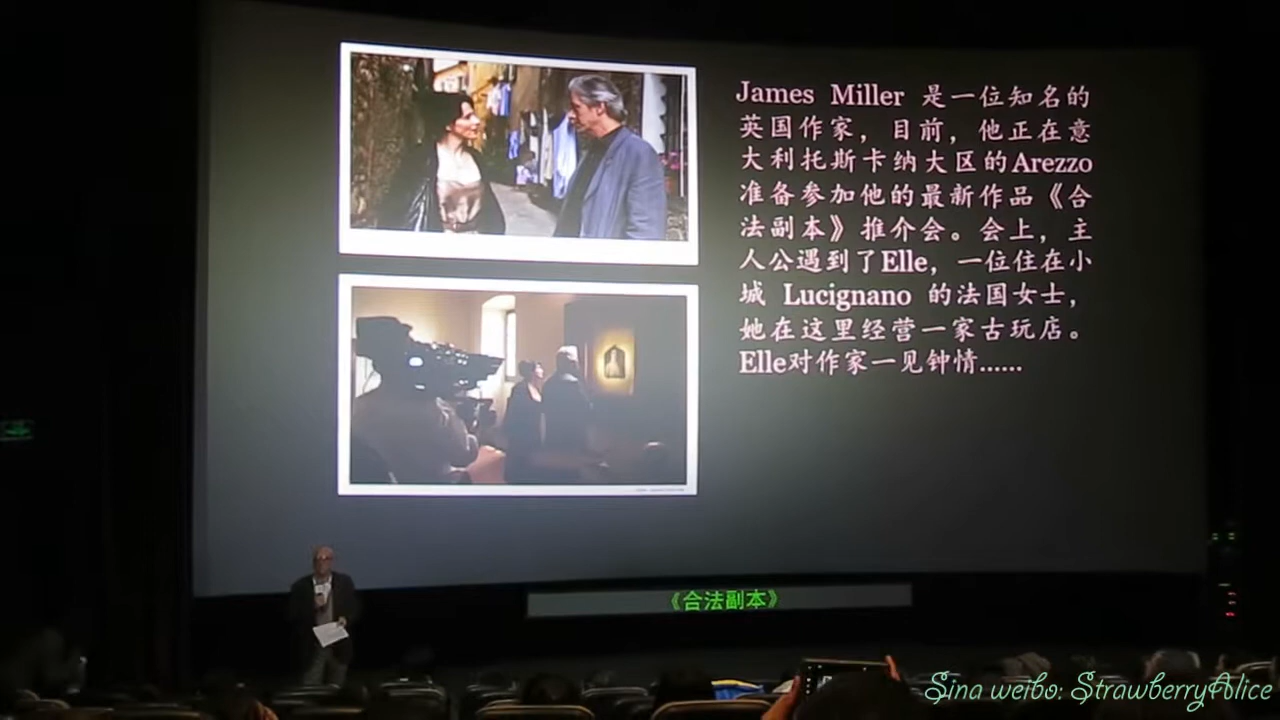 James Miller 是一位知名的
英国作家，目前，他正在意
大利托斯卡纳大区的Arezzo
准备参加他的最新作品《合
法副本》推介会。会上，主
人公遇到了Elle，一位住在小
城 Lucignano 的法国女士，
她在这里经营一家古玩店。
Elle对作家一见钟情……
《合法副本》
Sina weibo: StrawberryAlice